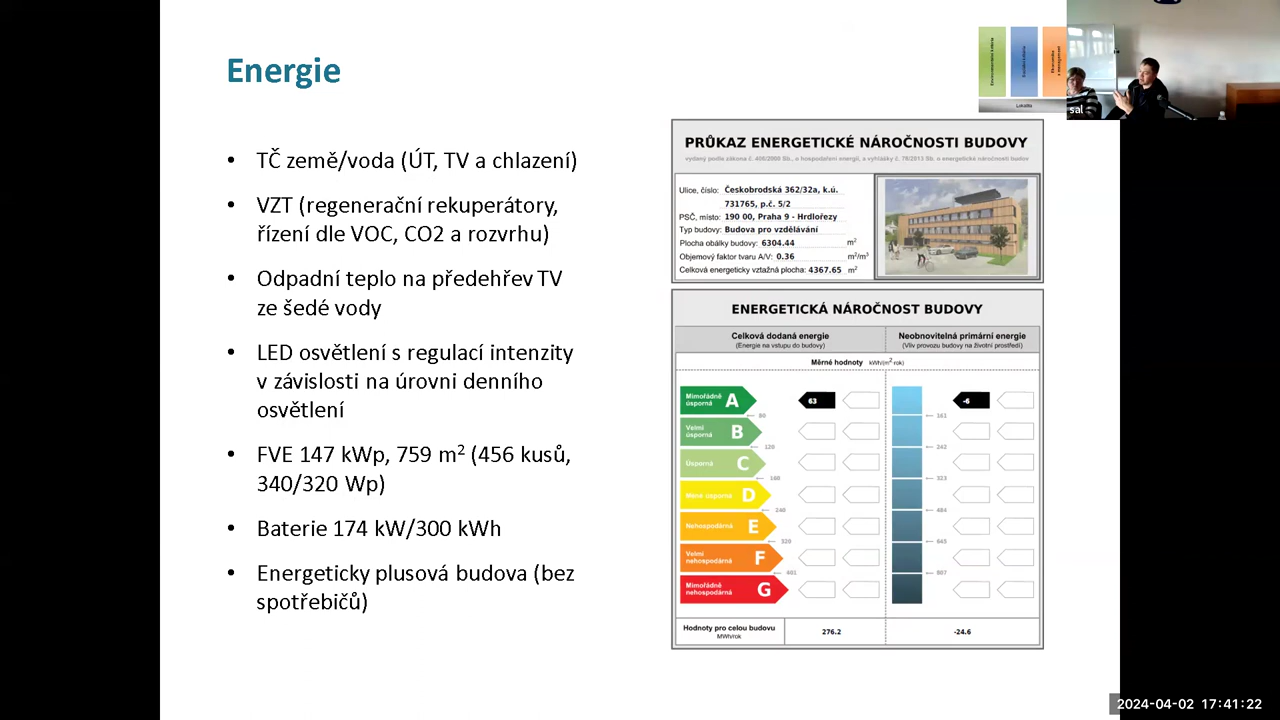 Energie
• TČ země/voda (ÚT, TV a chlazení)
• VZT (regenerační rekuperátory,
řízení dle VOC, CO2 a rozvrhu)
• Odpadní teplo na předehřev TV
ze šedé vody
• LED osvětlení s regulací intenzity
v závislosti na úrovni denního
osvětlení
• FVE 147 kWp, 759 m² (456 kusů,
340/320 Wp)
• Baterie 174 kW/300 kWh
• Energeticky plusová budova (bez
spotřebičů)
Lokalita
sal
PRŮKAZ ENERGETICKÉ NÁROČNOSTI BUDOVY
vydaný podle zákona č. 406/2000 Sb., o hospodaření energií, a vyhlášky č. 78/2013 Sb. o energetické náročnosti budov
Ulice, číslo: Českobrodská 362/32a, k.ú.
731765, p.č. 5/2
PSČ, místo: 190 00, Praha 9 - Hrdlořezy
Typ budovy: Budova pro vzdělávání
Plocha obálky budovy: 6304.44 m²
Objemový faktor tvaru A/V: 0.36 m²/m³
Celková energeticky vztažná plocha: 4367.65 m²
ENERGETICKÁ NÁROČNOST BUDOVY
Celková dodaná energie
(Energie na vstupu do budovy)
Neobnovitelná primární energie
(Vliv provozu budovy na životní prostředí)
Měrné hodnoty kWh/(m²·rok)
Mimořádně úsporná A 63 -6
80 161
Velmi úsporná B
120 242
Úsporná C
160 323
Méně úsporná D
240 484
Nehospodárná E
320 645
Velmi nehospodárná F
401 807
Mimořádně nehospodárná G
Hodnoty pro celou budovu
MWh/rok
276.2 -24.6
2024-04-02 17:41:22